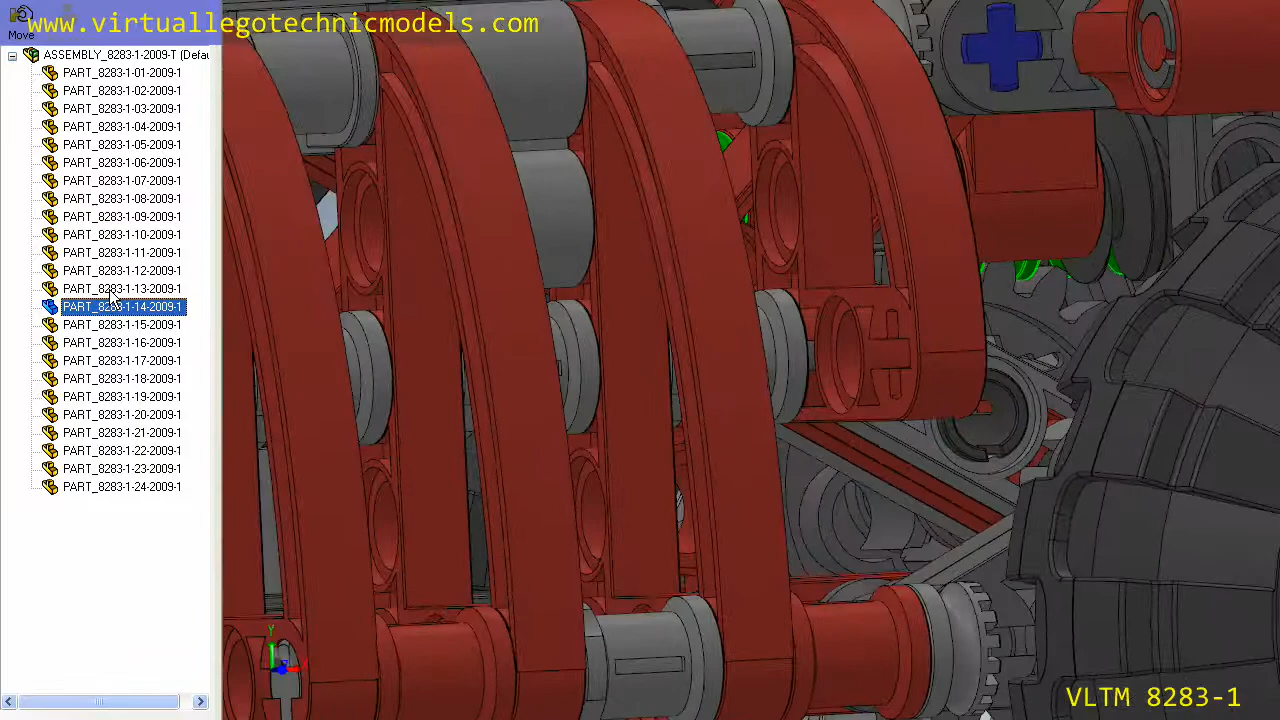 www.virtuallegotechnicmodels.com
Move
ASSEMBLY_8283-1-2009-T (Defau
PART_8283-1-01-2009-1
PART_8283-1-02-2009-1
PART_8283-1-03-2009-1
PART_8283-1-04-2009-1
PART_8283-1-05-2009-1
PART_8283-1-06-2009-1
PART_8283-1-07-2009-1
PART_8283-1-08-2009-1
PART_8283-1-09-2009-1
PART_8283-1-10-2009-1
PART_8283-1-11-2009-1
PART_8283-1-12-2009-1
PART_8283-1-13-2009-1
PART_8283-1-14-2009-1
PART_8283-1-15-2009-1
PART_8283-1-16-2009-1
PART_8283-1-17-2009-1
PART_8283-1-18-2009-1
PART_8283-1-19-2009-1
PART_8283-1-20-2009-1
PART_8283-1-21-2009-1
PART_8283-1-22-2009-1
PART_8283-1-23-2009-1
PART_8283-1-24-2009-1
Y
VLTM 8283-1